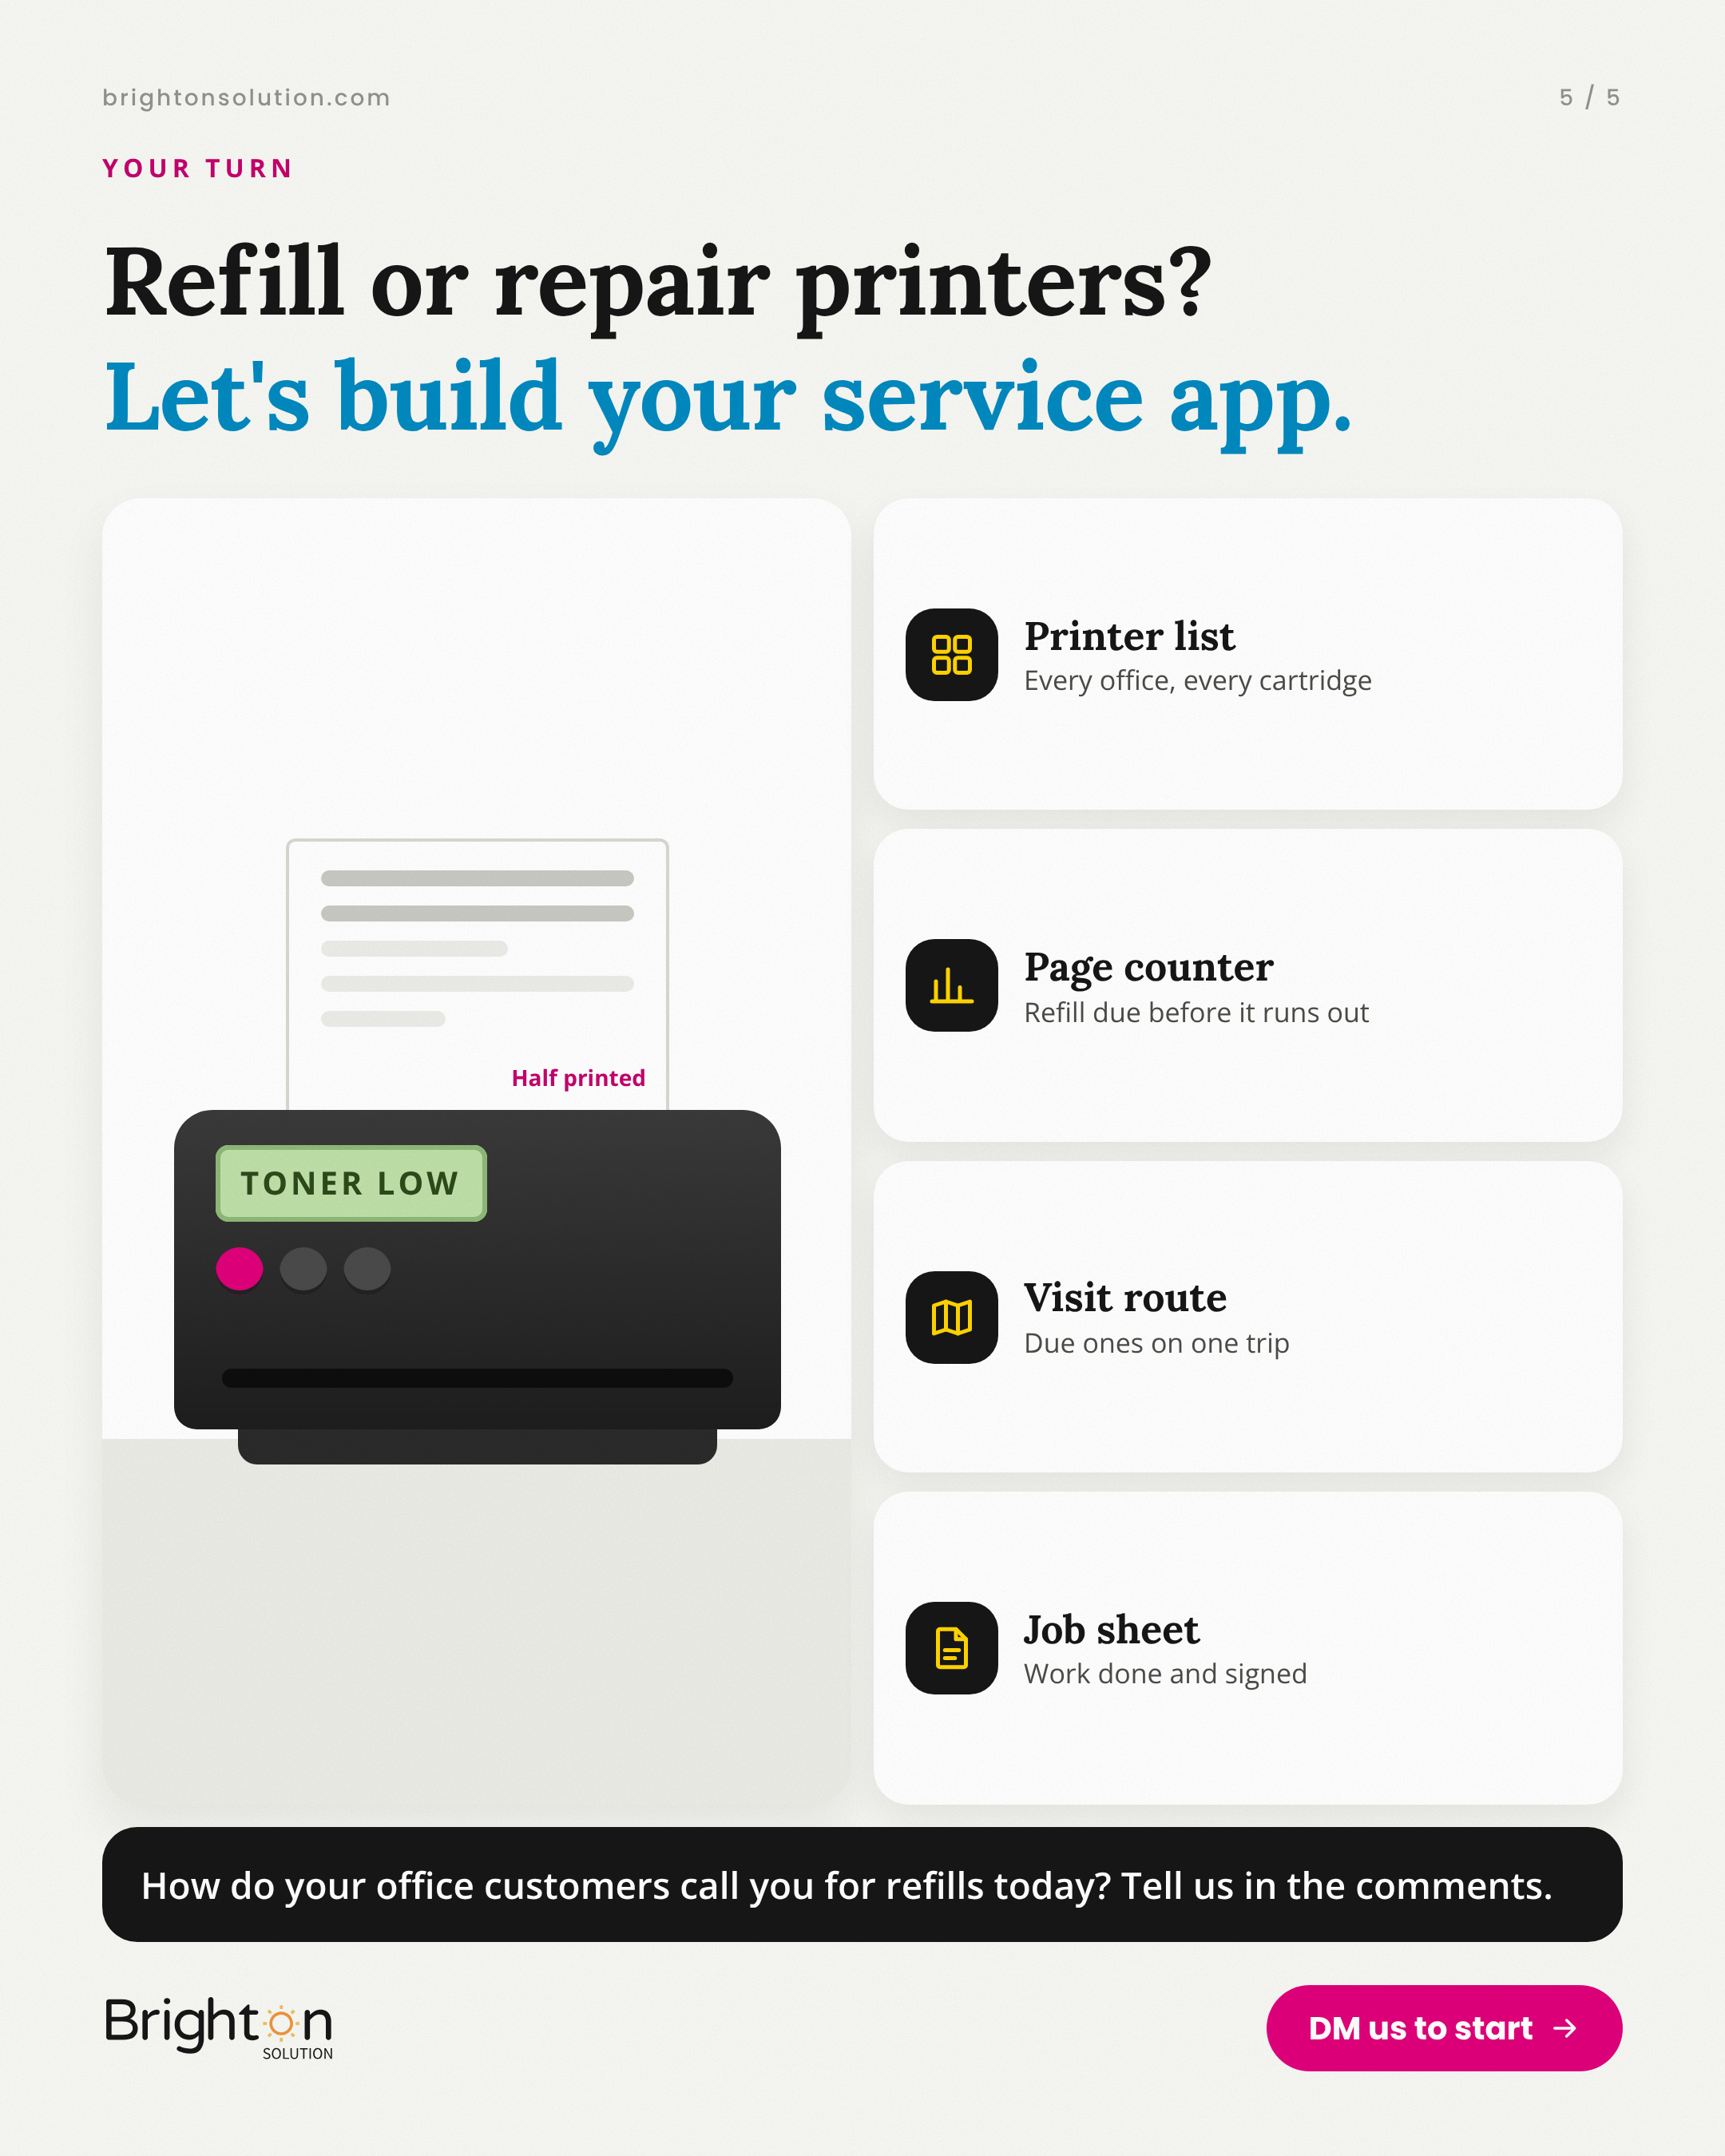 brightonsolution.com
5 / 5
YOUR TURN
Refill or repair printers?
Let's build your service app.
Half printed
TONER LOW
Printer list
Every office, every cartridge
Page counter
Refill due before it runs out
Visit route
Due ones on one trip
Job sheet
Work done and signed
How do your office customers call you for refills today? Tell us in the comments.
Brighton
SOLUTION
DM us to start →